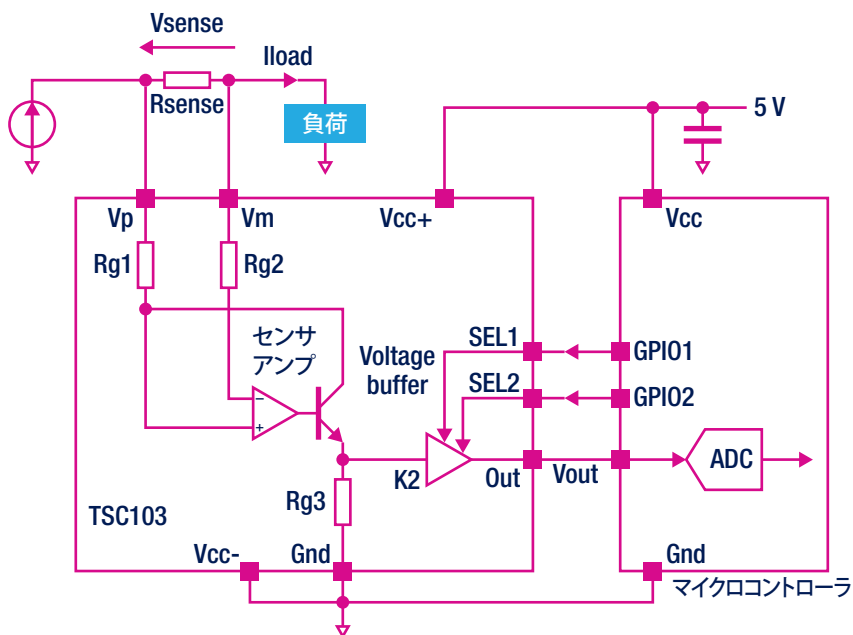 Vsense
Iload
Rsense
負荷
5 V
Vp
Vm
Vcc+
Vcc
Rg1
Rg2
センサ
アンプ
Voltage
buffer
SEL1
SEL2
GPIO1
GPIO2
−
+
K2
Out
Vout
ADC
Rg3
TSC103
Vcc-
Gnd
Gnd
マイクロコントローラ